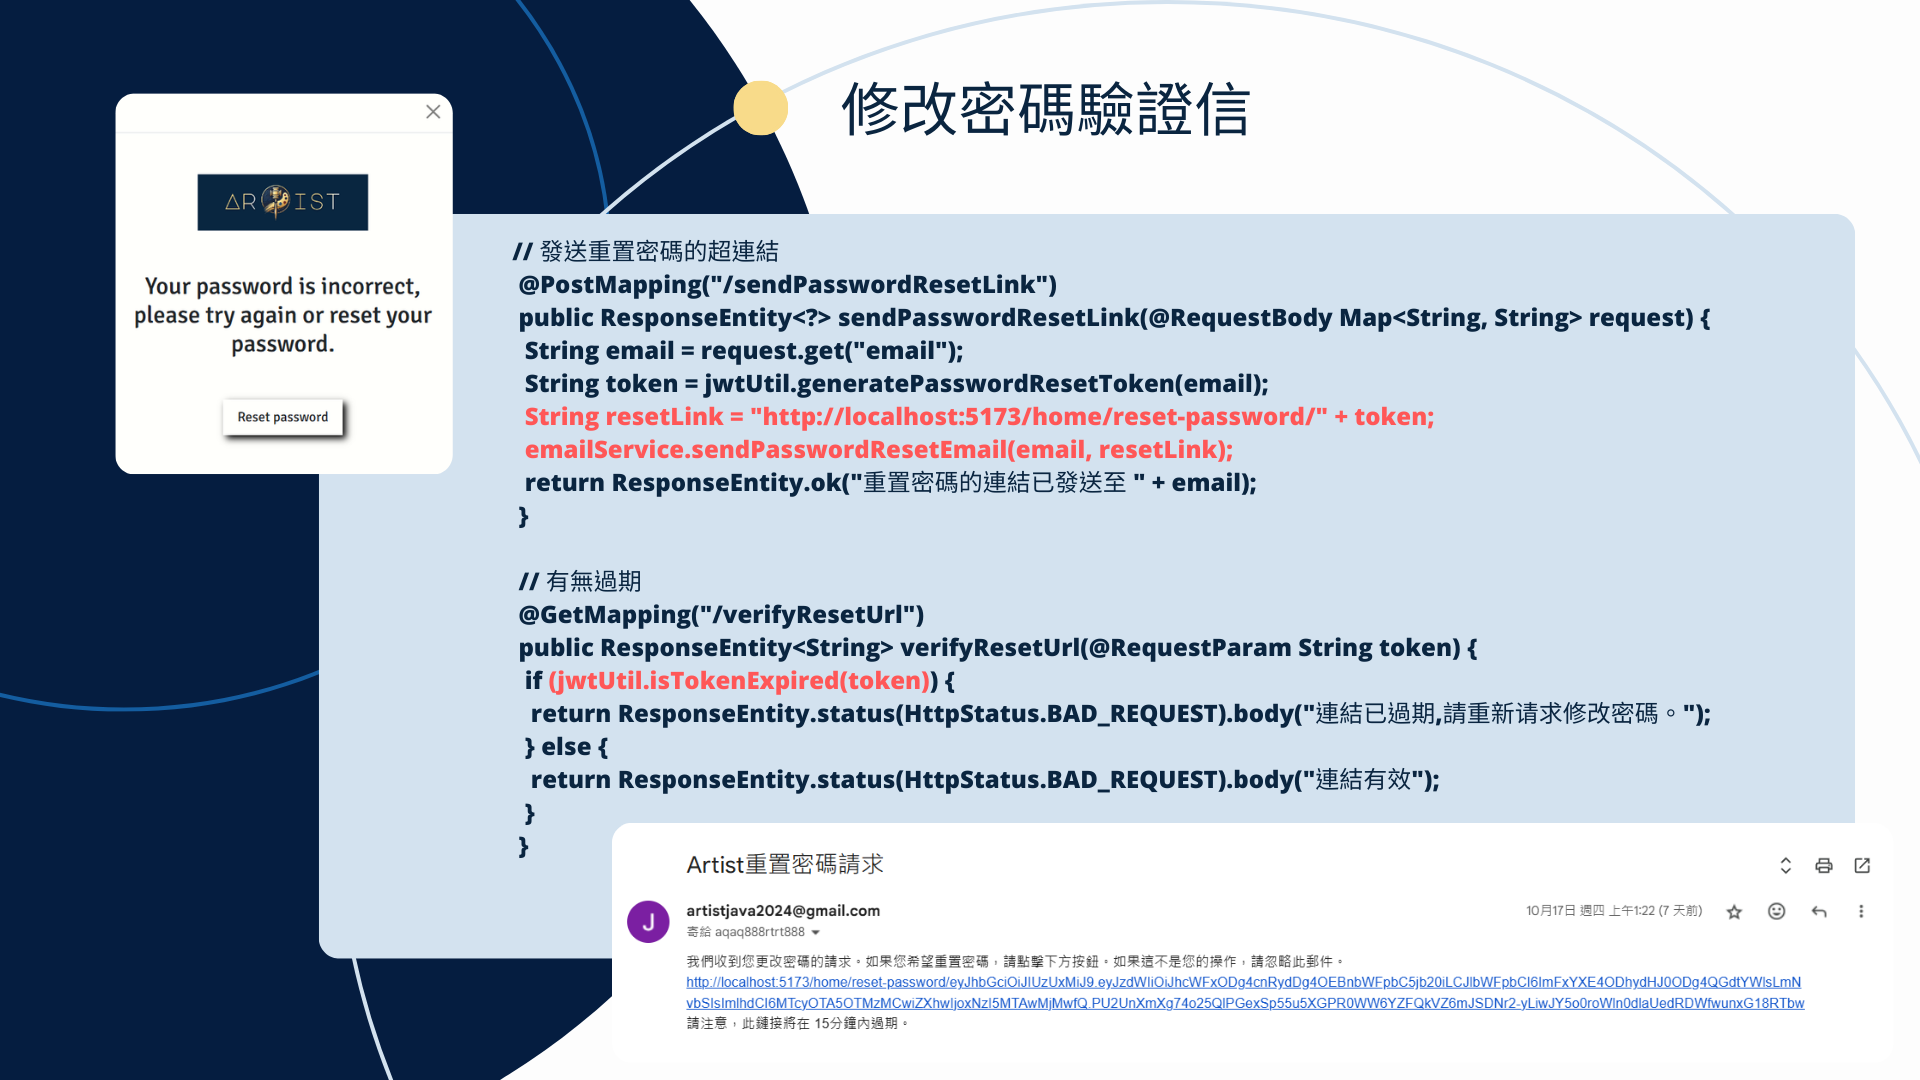 修改密碼驗證信
AR IST
Your password is incorrect,
please try again or reset your
password.
Reset password
// 發送重置密碼的超連結
@PostMapping("/sendPasswordResetLink")
public ResponseEntity<?> sendPasswordResetLink(@RequestBody Map<String, String> request) {
String email = request.get("email");
String token = jwtUtil.generatePasswordResetToken(email);
String resetLink = "http://localhost:5173/home/reset-password/" + token;
emailService.sendPasswordResetEmail(email, resetLink);
return ResponseEntity.ok("重置密碼的連結已發送至 " + email);
}
// 有無過期
@GetMapping("/verifyResetUrl")
public ResponseEntity<String> verifyResetUrl(@RequestParam String token) {
if (jwtUtil.isTokenExpired(token)) {
return ResponseEntity.status(HttpStatus.BAD_REQUEST).body("連結已過期,請重新请求修改密碼。");
} else {
return ResponseEntity.status(HttpStatus.BAD_REQUEST).body("連結有效");
}
}
Artist重置密碼請求
J
artistjava2024@gmail.com
10月17日 週四 上午1:22 (7 天前)
寄給 aqaq888rtrt888
我們收到您更改密碼的請求。如果您希望重置密碼，請點擊下方按鈕。如果這不是您的操作，請忽略此郵件。
http://localhost:5173/home/reset-password/
請注意，此鏈接將在 15分鐘內過期。